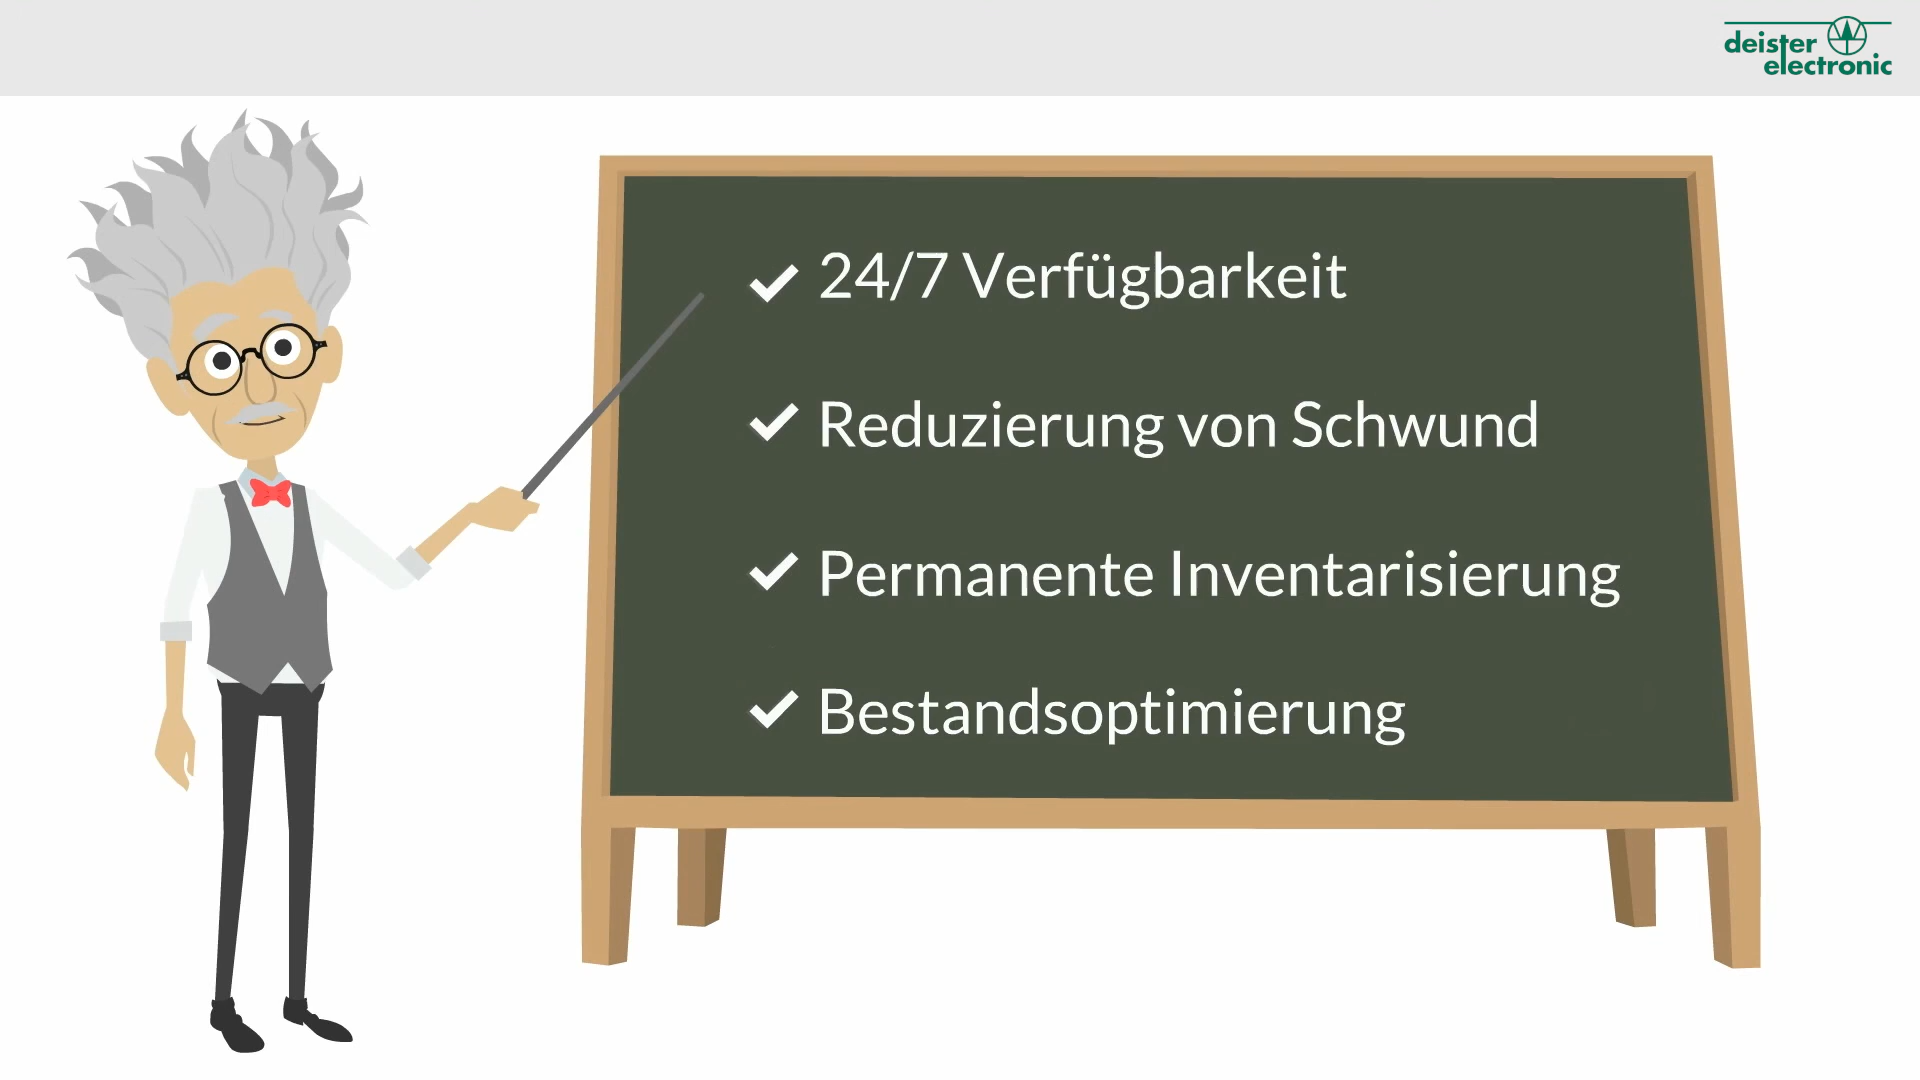 deister
electronic
24/7 Verfügbarkeit
Reduzierung von Schwund
Permanente Inventarisierung
Bestandsoptimierung